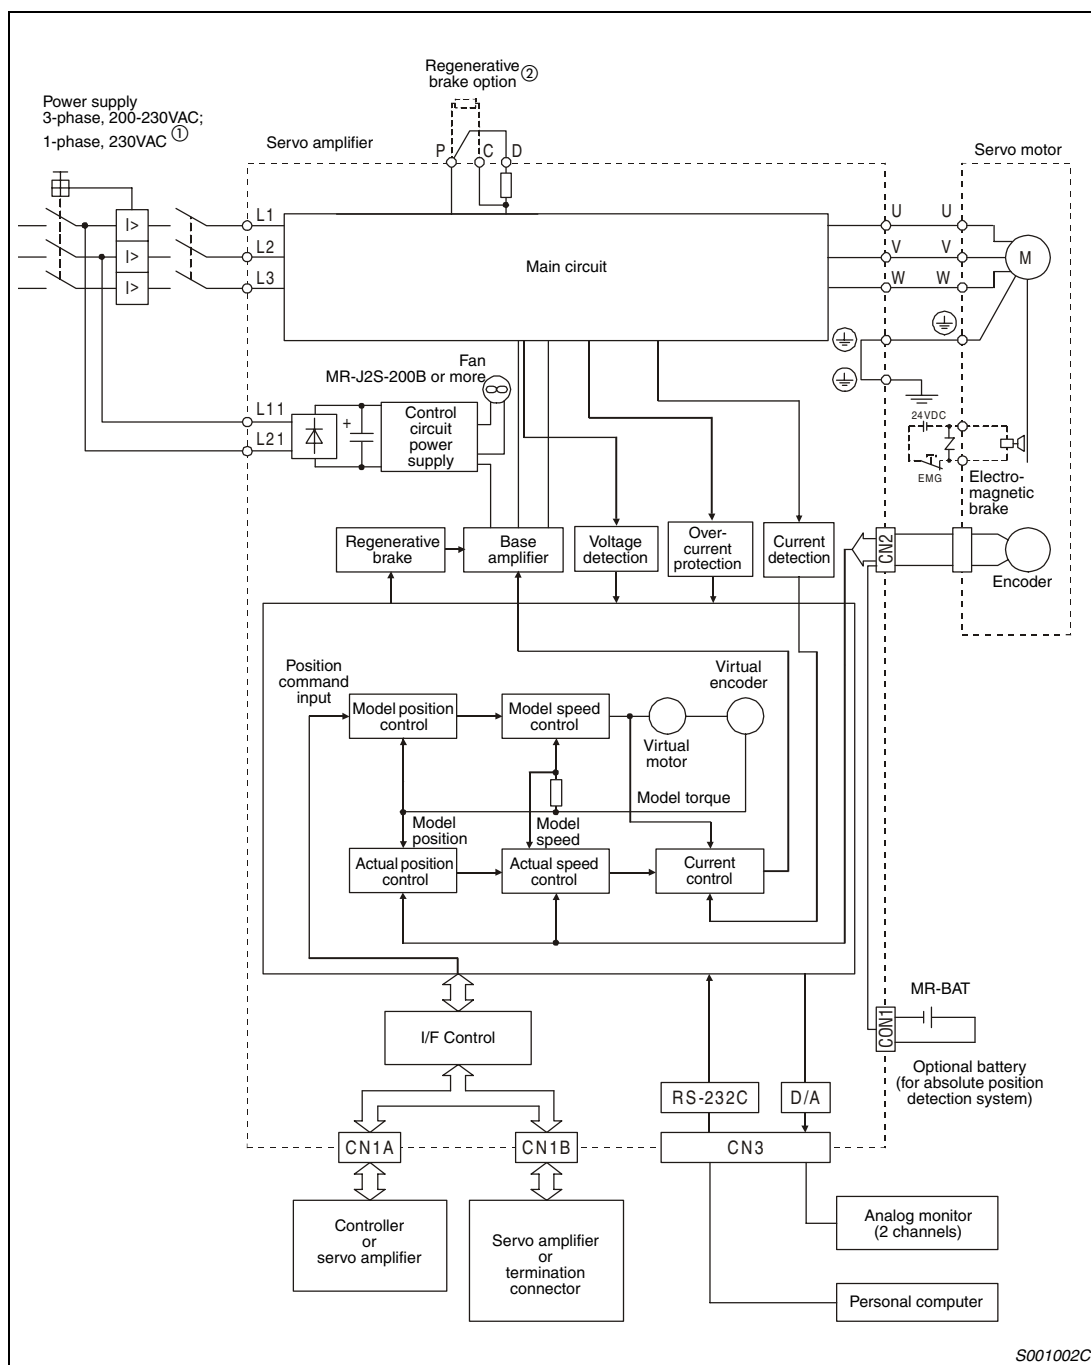 Regenerative
brake option ②
Power supply
3-phase, 200-230VAC;
1-phase, 230VAC ①
Servo amplifier
P
C
D
Servo motor
I>
I>
I>
L1
L2
L3
Main circuit
U
V
W
U
V
W
M
Fan
MR-J2S-200B or more
L11
L21
+
Control
circuit
power
supply
24VDC
EMG
Electro-
magnetic
brake
Regenerative
brake
Base
amplifier
Voltage
detection
Over-
current
protection
Current
detection
CN2
Encoder
Position
command
input
Virtual
encoder
Model position
control
Model speed
control
Virtual
motor
Model torque
Model
position
Model
speed
Actual position
control
Actual speed
control
Current
control
MR-BAT
CON1
I/F Control
Optional battery
(for absolute position
detection system)
RS-232C
D/A
CN1A
CN1B
CN3
Controller
or
servo amplifier
Servo amplifier
or
termination
connector
Analog monitor
(2 channels)
Personal computer
S001002C